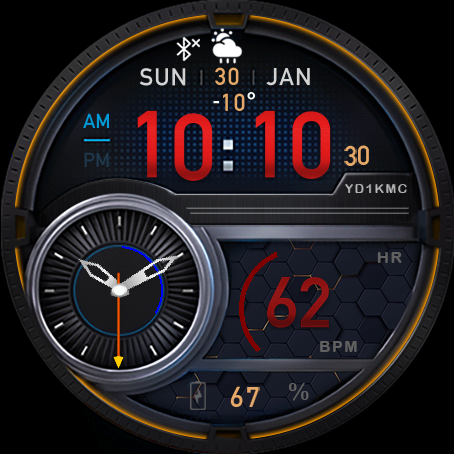 SUN | 30 | JAN
-10°
AM
10:10 30
PM
YD1KMC
HR
62
BPM
67 %